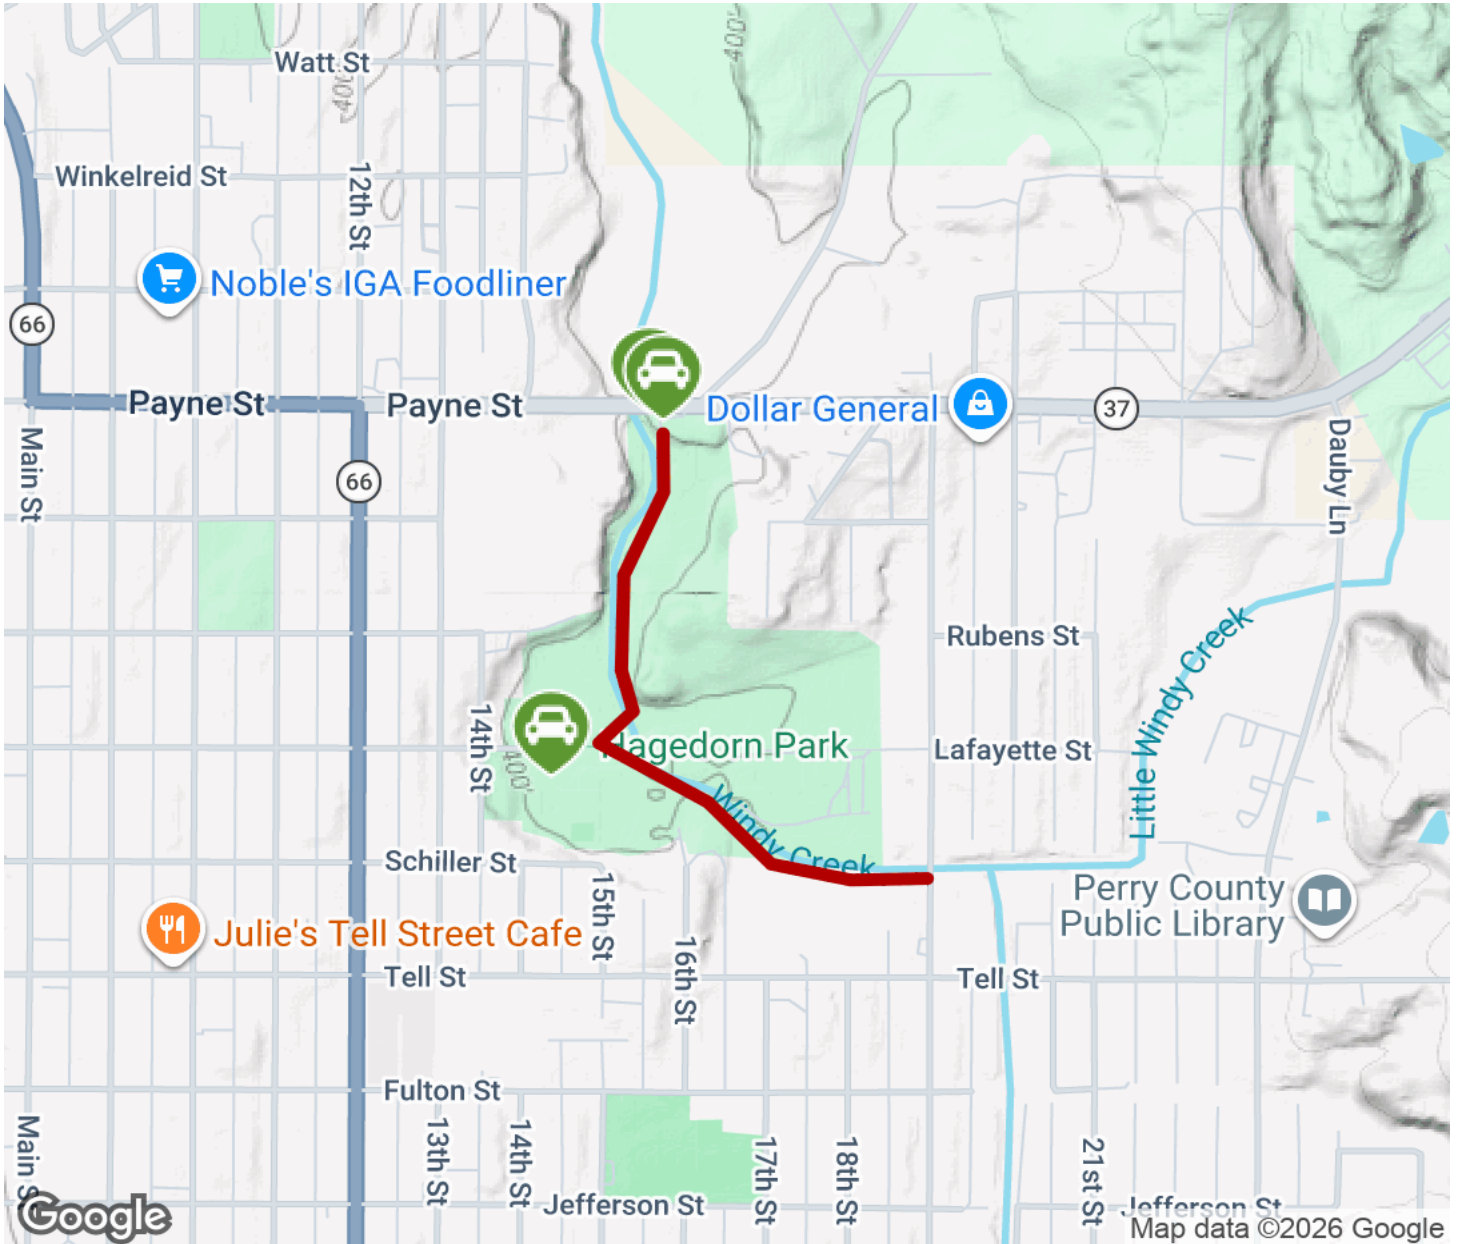 Watt St
400'
400'
Winkelreid St
12th St
Noble's IGA Foodliner
66
Payne St
Payne St
Dollar General
37
Main St
66
Dauby Ln
Rubens St
Little Windy Creek
14th St
Hagedorn Park
Lafayette St
400'
Windy Creek
Schiller St
15th St
Perry County
Public Library
Julie's Tell Street Cafe
16th St
Tell St
Tell St
Fulton St
Main St
13th St
14th St
17th St
18th St
21st St
Jefferson St
Jefferson St
Google
Map data ©2026 Google